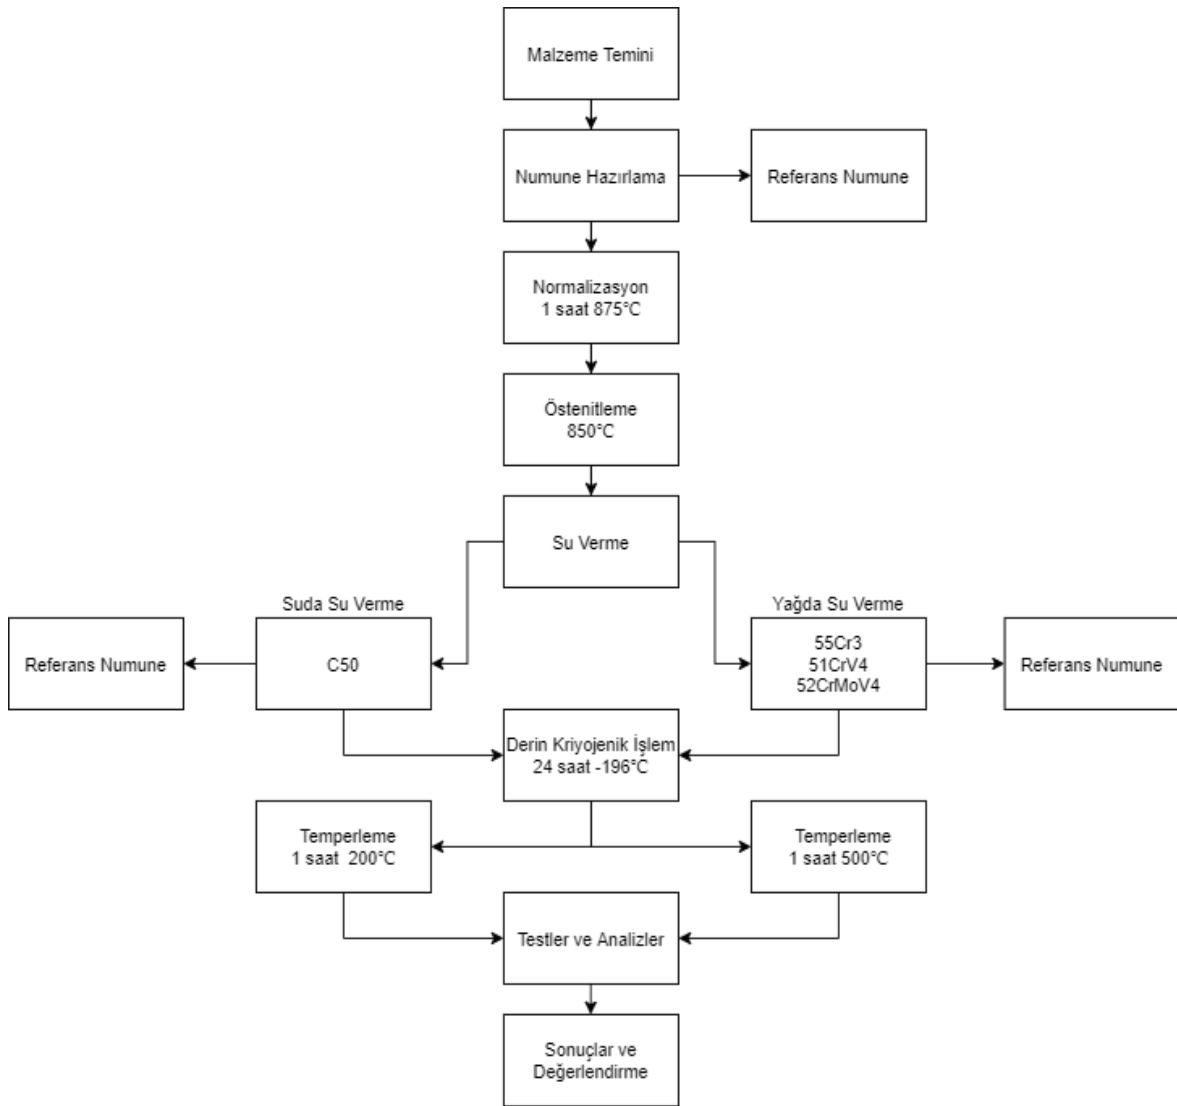 Malzeme Temini
Numune Hazırlama
Referans Numune
Normalizasyon
1 saat 875°C
Östenitleme
850°C
Su Verme
Suda Su Verme
Yağda Su Verme
Referans Numune
C50
55Cr3
51CrV4
52CrMoV4
Referans Numune
Derin Kriyojenik İşlem
24 saat -196°C
Temperleme
1 saat 200°C
Temperleme
1 saat 500°C
Testler ve Analizler
Sonuçlar ve
Değerlendirme